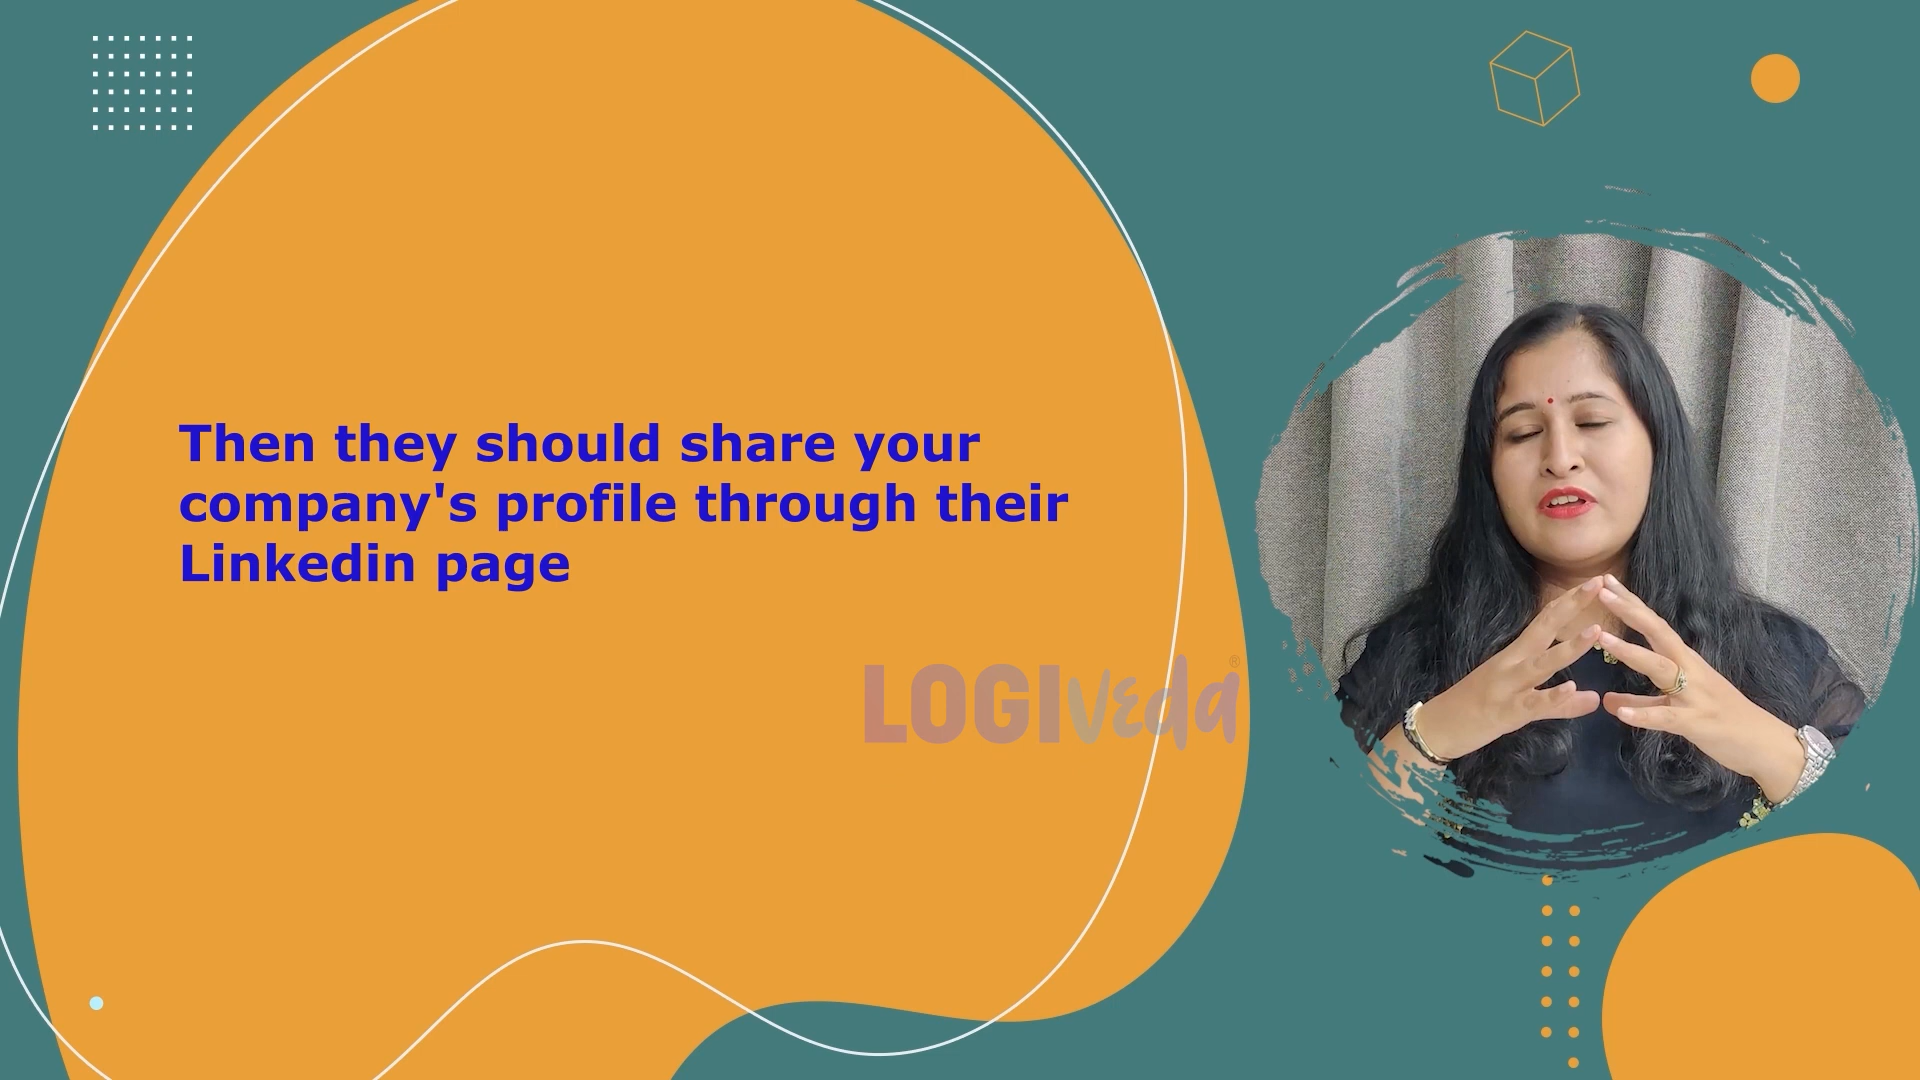 Then they should share your
company's profile through their
Linkedin page
LOGIveda®